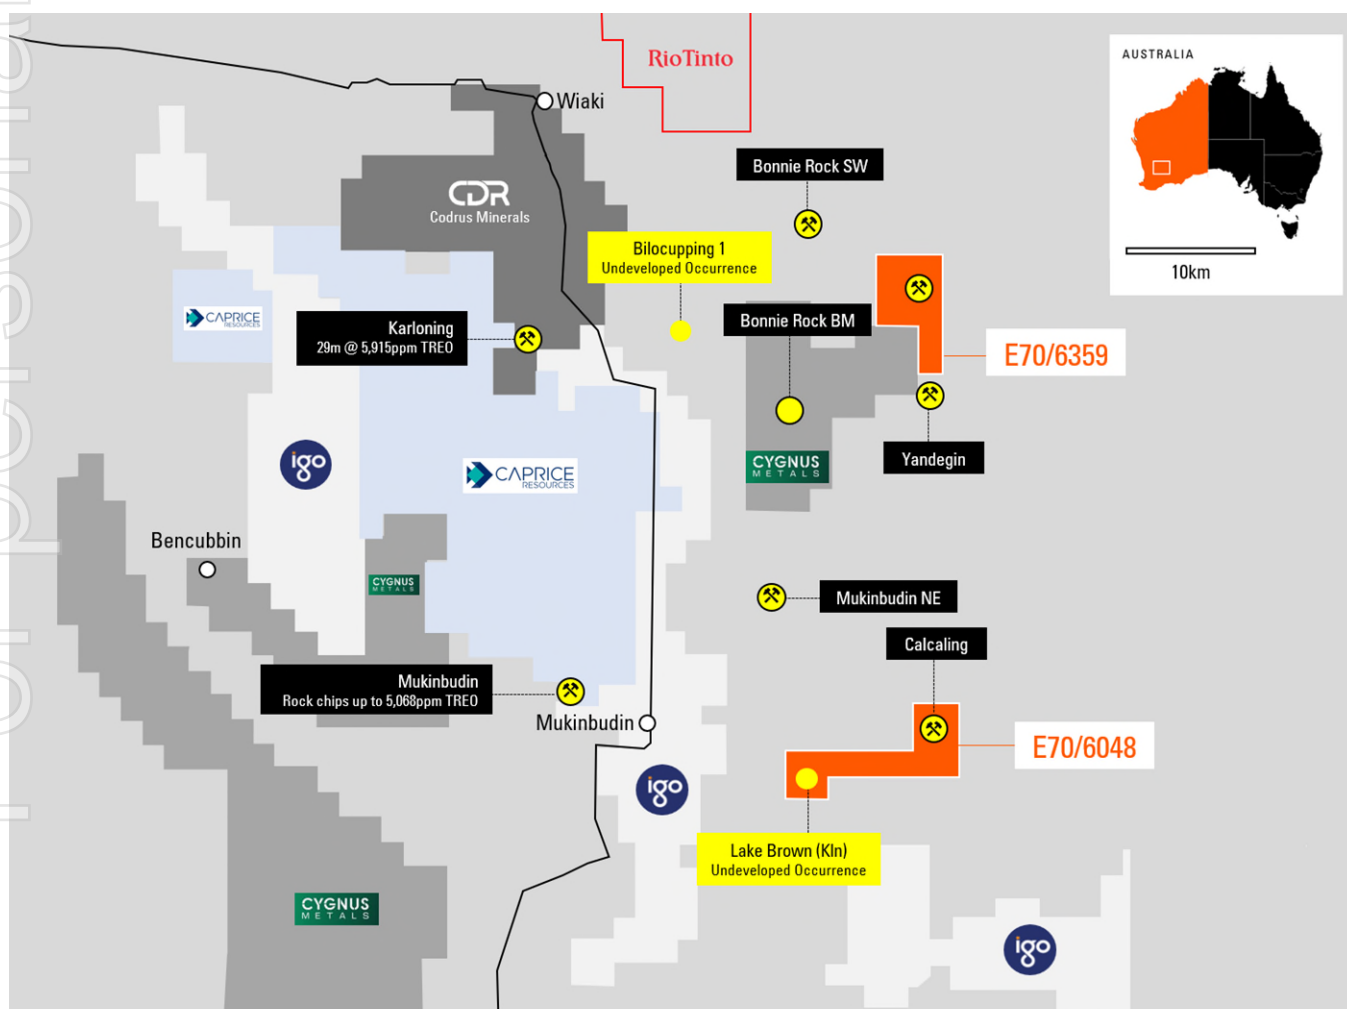 For personal
RioTinto
AUSTRALIA
10km
Wiaki
CDR
Codrus Minerals
Bonnie Rock SW
Bilocupping 1
Undeveloped Occurrence
CAPRICE
RESOURCES
Karloning
29m @ 5,915ppm TREO
Bonnie Rock BM
E70/6359
igo
CAPRICE
RESOURCES
CYGNUS
METALS
Yandegin
Bencubbin
CYGNUS
METALS
Mukinbudin NE
Calcaling
Mukinbudin
Rock chips up to 5,068ppm TREO
Mukinbudin
E70/6048
igo
Lake Brown (Kln)
Undeveloped Occurrence
CYGNUS
METALS
igo